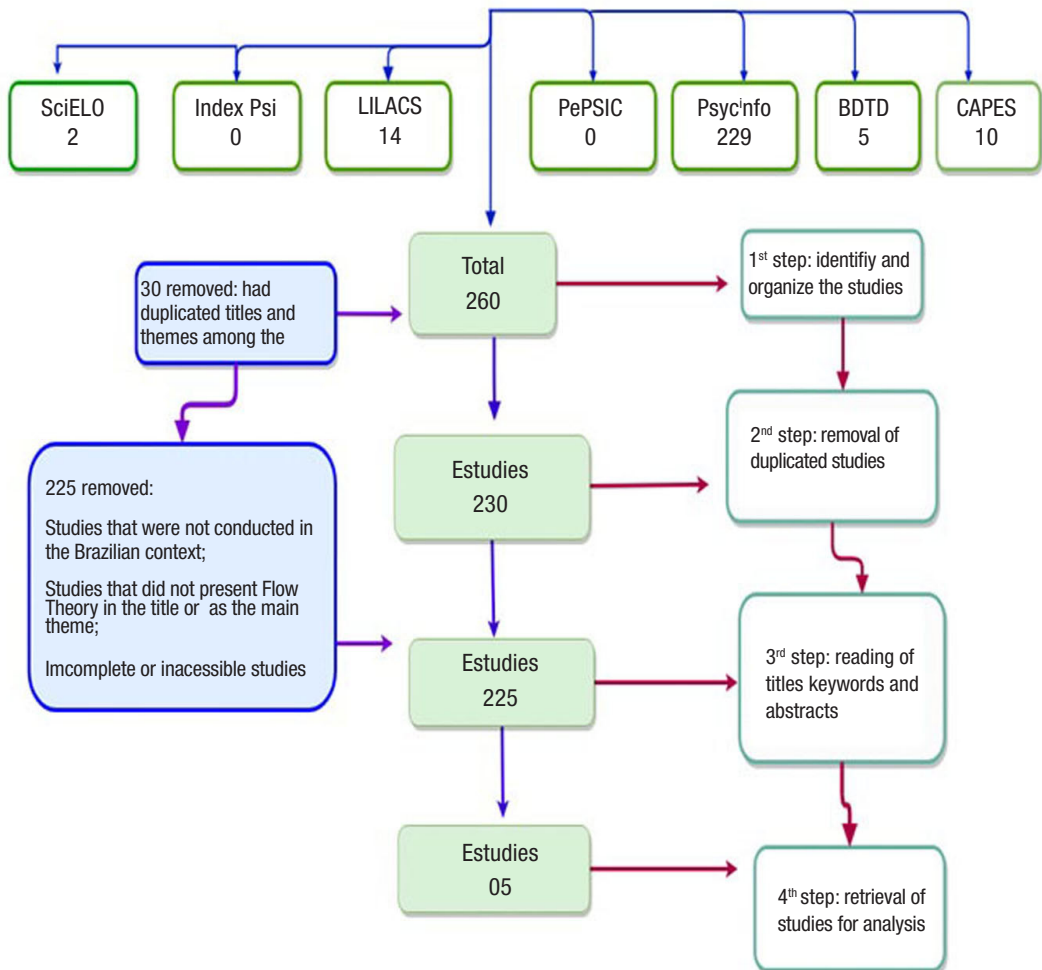 SciELO
2
Index Psi
0
LILACS
14
PePSIC
0
Psycinfo
229
BDTD
5
CAPES
10
Total
260
1st step: identifiy and
organize the studies
30 removed: had
duplicated titles and
themes among the
2nd step: removal of
duplicated studies
Estudies
230
225 removed:
Studies that were not conducted in
the Brazilian context;
Studies that did not present Flow
Theory in the title or as the main
theme;
Imcomplete or inacessible studies
Estudies
225
3rd step: reading of
titles keywords and
abstracts
Estudies
05
4th step: retrieval of
studies for analysis